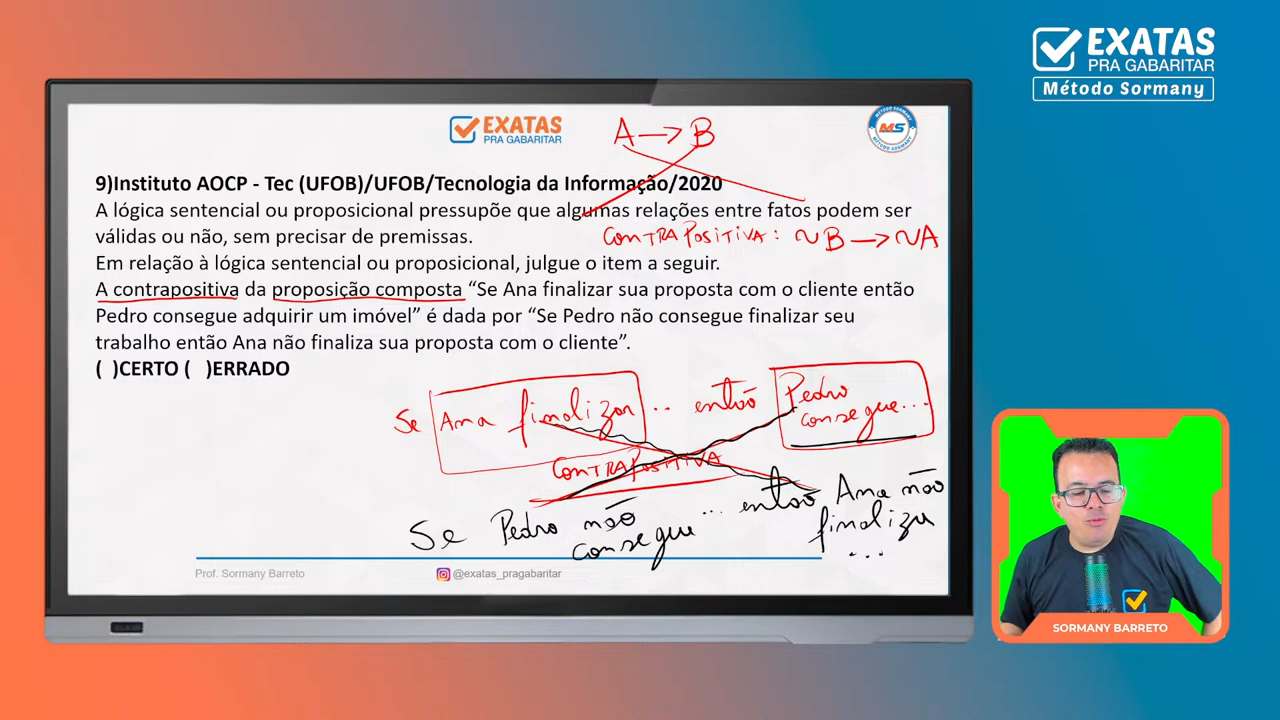 EXATAS
PRA GABARITAR
Método Sormany
EXATAS
PRA GABARITAR
A → B
MÉTODO SORMANY
MS
MÉTODO SORMANY
9)Instituto AOCP - Tec (UFOB)/UFOB/Tecnologia da Informação/2020
A lógica sentencial ou proposicional pressupõe que algumas relações entre fatos podem ser
válidas ou não, sem precisar de premissas.
CONTRAPOSITIVA: ~B → ~A
Em relação à lógica sentencial ou proposicional, julgue o item a seguir.
A contrapositiva da proposição composta “Se Ana finalizar sua proposta com o cliente então
Pedro consegue adquirir um imóvel” é dada por “Se Pedro não consegue finalizar seu
trabalho então Ana não finaliza sua proposta com o cliente”.
( )CERTO ( )ERRADO
Se Ana finalizar .. então Pedro
consegue...
CONTRAPOSITIVA
Se Pedro não
consegue ... então Ana não
finaliza
...
Prof. Sormany Barreto
@exatas_pragabaritar
SORMANY BARRETO